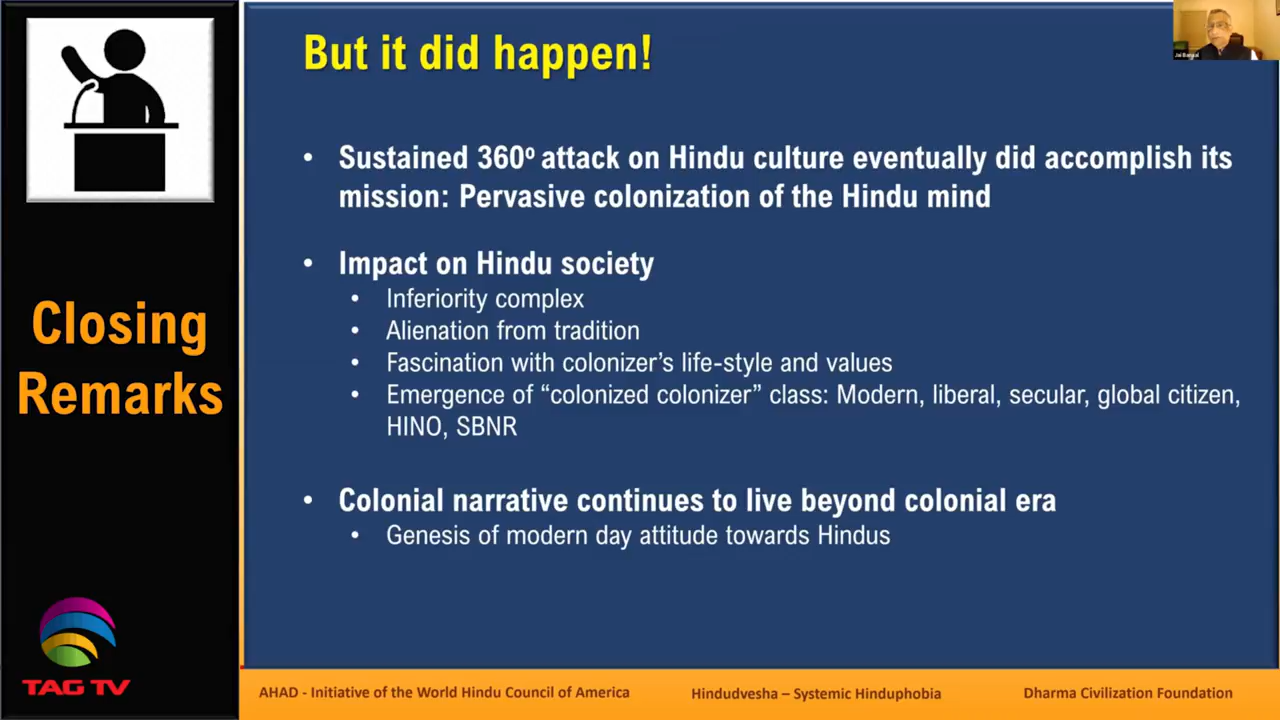 But it did happen!
• Sustained 360º attack on Hindu culture eventually did accomplish its
mission: Pervasive colonization of the Hindu mind
• Impact on Hindu society
• Inferiority complex
• Alienation from tradition
• Fascination with colonizer’s life-style and values
• Emergence of “colonized colonizer” class: Modern, liberal, secular, global citizen,
HINO, SBNR
• Colonial narrative continues to live beyond colonial era
• Genesis of modern day attitude towards Hindus
Closing
Remarks
TAG TV
AHAD - Initiative of the World Hindu Council of America
Hindudvesha – Systemic Hinduphobia
Dharma Civilization Foundation
Jai Bansal